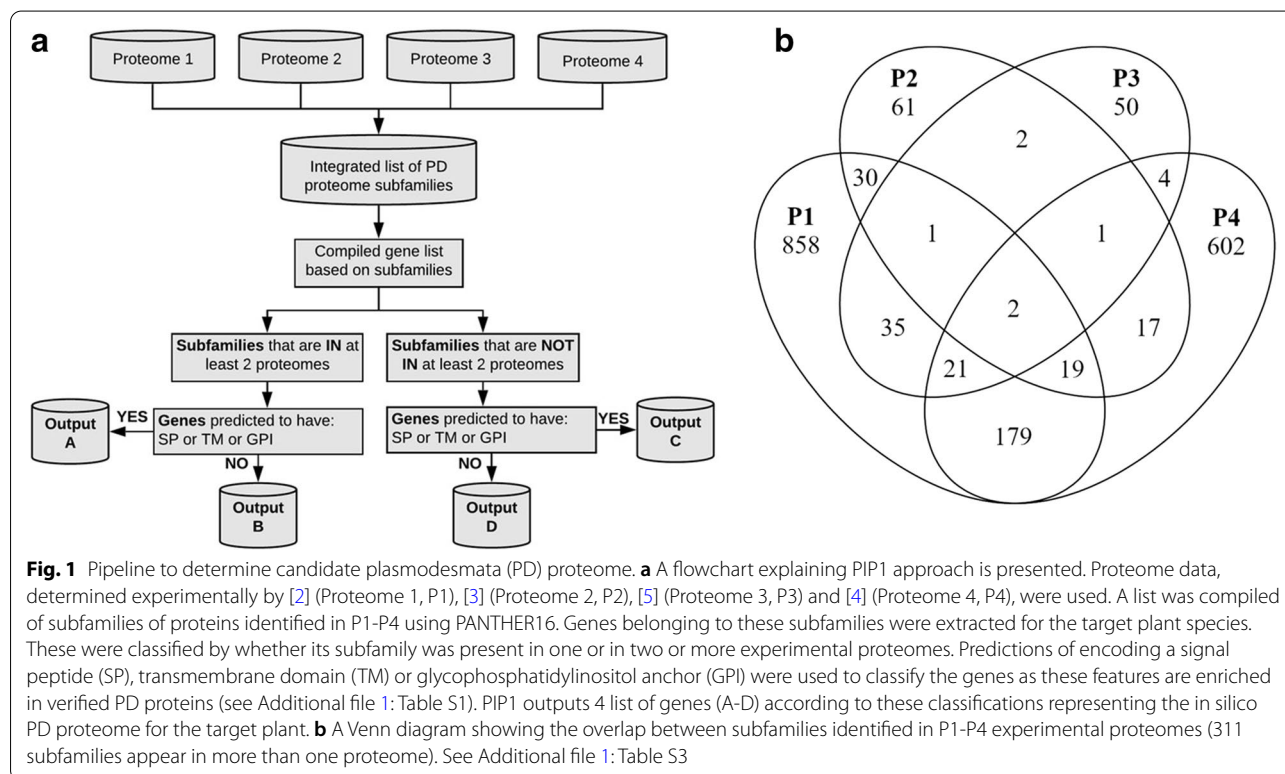 a
Proteome 1
Proteome 2
Proteome 3
Proteome 4
Integrated list of PD
proteome subfamilies
Compiled gene list
based on subfamilies
Subfamilies that are IN at
least 2 proteomes
Subfamilies that are NOT
IN at least 2 proteomes
Output
A
YES
Genes predicted to have:
SP or TM or GPI
Genes predicted to have:
SP or TM or GPI
YES
Output
C
NO
NO
Output
B
Output
D
b
P2
61
P3
50
2
30
4
P1
858
1
1
P4
602
35
2
17
21
19
179
Fig. 1 Pipeline to determine candidate plasmodesmata (PD) proteome. a A flowchart explaining PIP1 approach is presented. Proteome data,
determined experimentally by [2] (Proteome 1, P1), [3] (Proteome 2, P2), [5] (Proteome 3, P3) and [4] (Proteome 4, P4), were used. A list was compiled
of subfamilies of proteins identified in P1-P4 using PANTHER16. Genes belonging to these subfamilies were extracted for the target plant species.
These were classified by whether its subfamily was present in one or in two or more experimental proteomes. Predictions of encoding a signal
peptide (SP), transmembrane domain (TM) or glycophosphatidylinositol anchor (GPI) were used to classify the genes as these features are enriched
in verified PD proteins (see Additional file 1: Table S1). PIP1 outputs 4 list of genes (A-D) according to these classifications representing the in silico
PD proteome for the target plant. b A Venn diagram showing the overlap between subfamilies identified in P1-P4 experimental proteomes (311
subfamilies appear in more than one proteome). See Additional file 1: Table S3